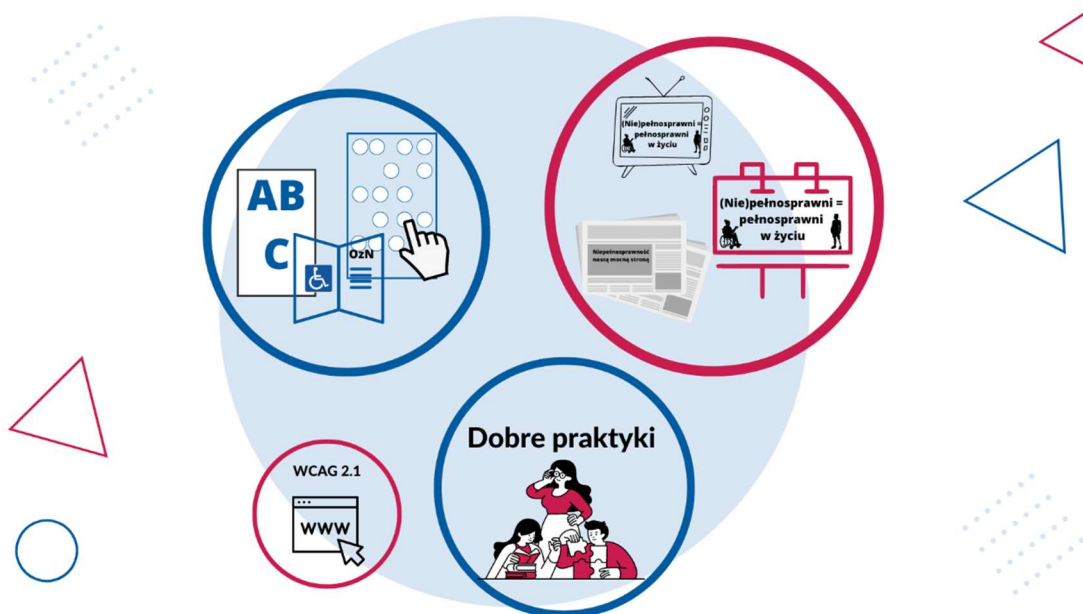 AB
C
OzN
(Nie)pełnosprawni =
pełnosprawni
w życiu
(Nie)pełnosprawni =
pełnosprawni
w życiu
Niepełnosprawność
naszą mocną stroną
WCAG 2.1
WWW
Dobre praktyki